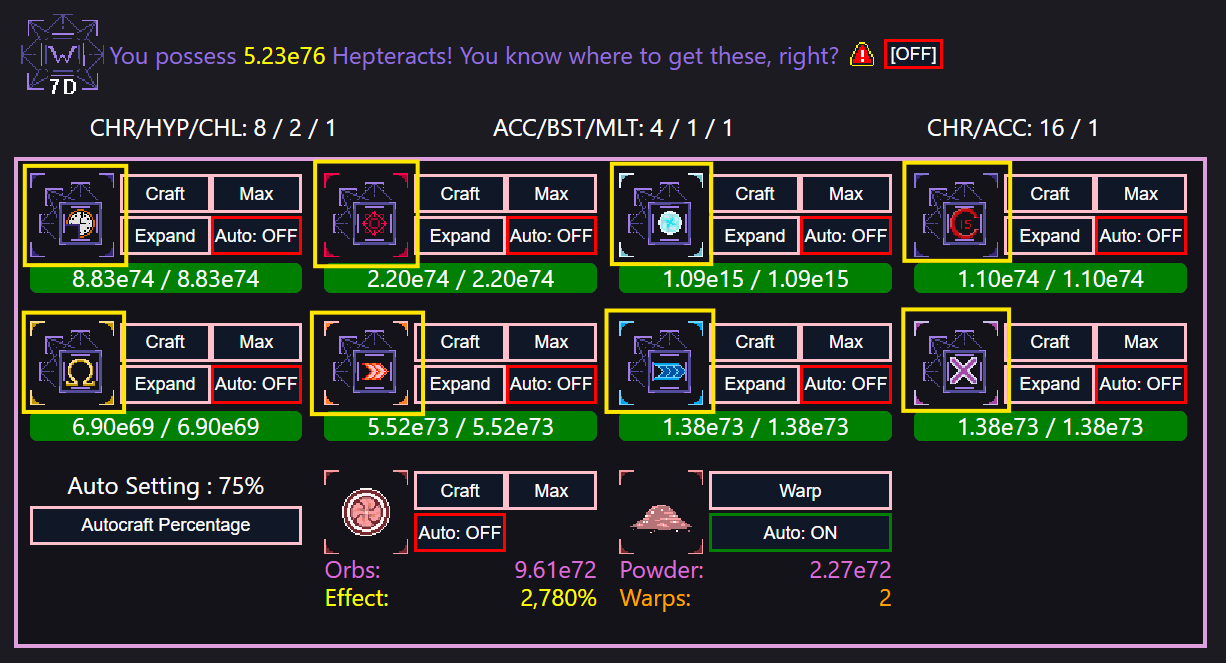 W
7D
You possess 5.23e76 Hepteracts! You know where to get these, right? [OFF]
CHR/HYP/CHL: 8 / 2 / 1 ACC/BST/MLT: 4 / 1 / 1 CHR/ACC: 16 / 1
Craft Max Craft Max Craft Max Craft Max
15
Expand Auto: OFF Expand Auto: OFF Expand Auto: OFF Expand Auto: OFF
8.83e74 / 8.83e74 2.20e74 / 2.20e74 1.09e15 / 1.09e15 1.10e74 / 1.10e74
Craft Max Craft Max Craft Max Craft Max
Ω
Expand Auto: OFF Expand Auto: OFF Expand Auto: OFF Expand Auto: OFF
6.90e69 / 6.90e69 5.52e73 / 5.52e73 1.38e73 / 1.38e73 1.38e73 / 1.38e73
Auto Setting : 75% Craft Max Warp
Autocraft Percentage Auto: OFF Auto: ON
Orbs: 9.61e72 Powder: 2.27e72
Effect: 2,780% Warps: 2